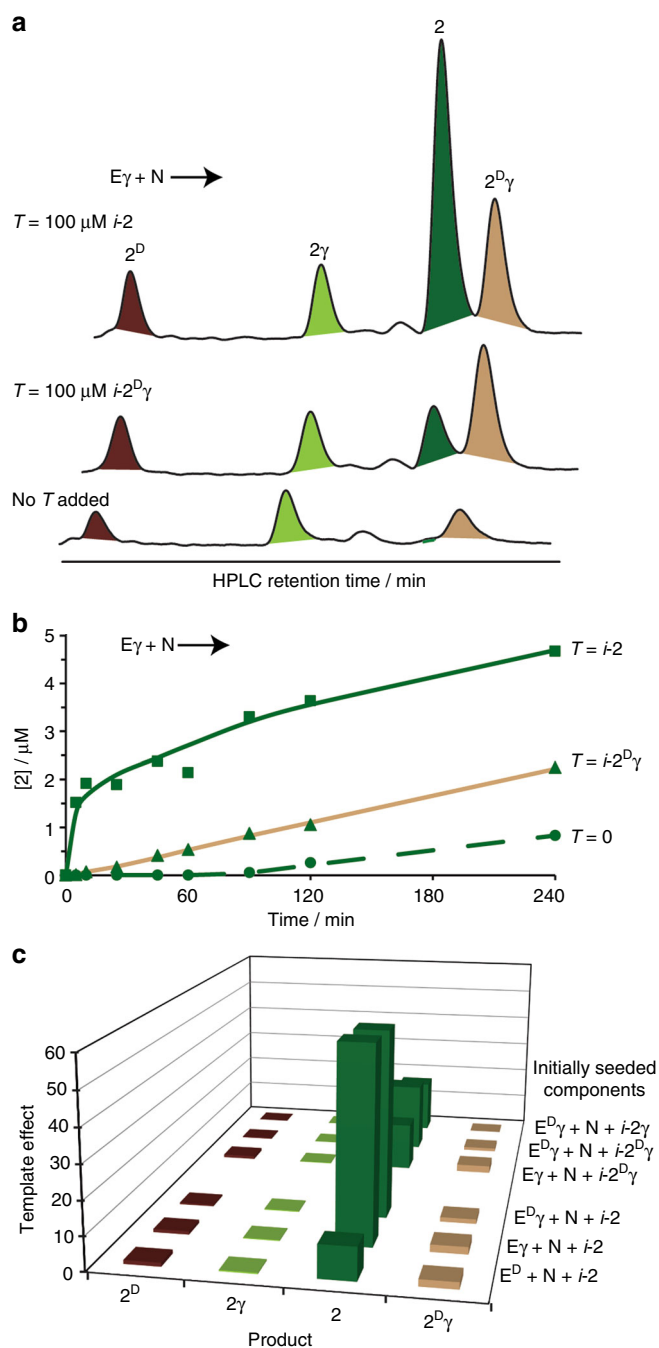 a
2
Eγ + N
2ᴰγ
T = 100 μM i-2
2ᴰ
2γ
T = 100 μM i-2ᴰγ
No T added
HPLC retention time / min
b
5
Eγ + N
T = i-2
4
3
[2] / μM
T = i-2ᴰγ
2
1
T = 0
0
0 60 120 180 240
Time / min
c
60
Initially seeded
components
50
Eᴰγ + N + i-2γ
40
Eᴰγ + N + i-2ᴰγ
Eγ + N + i-2ᴰγ
30
Template effect
20
Eᴰγ + N + i-2
10
Eγ + N + i-2
0
Eᴰ + N + i-2
2ᴰ 2γ 2 2ᴰγ
Product